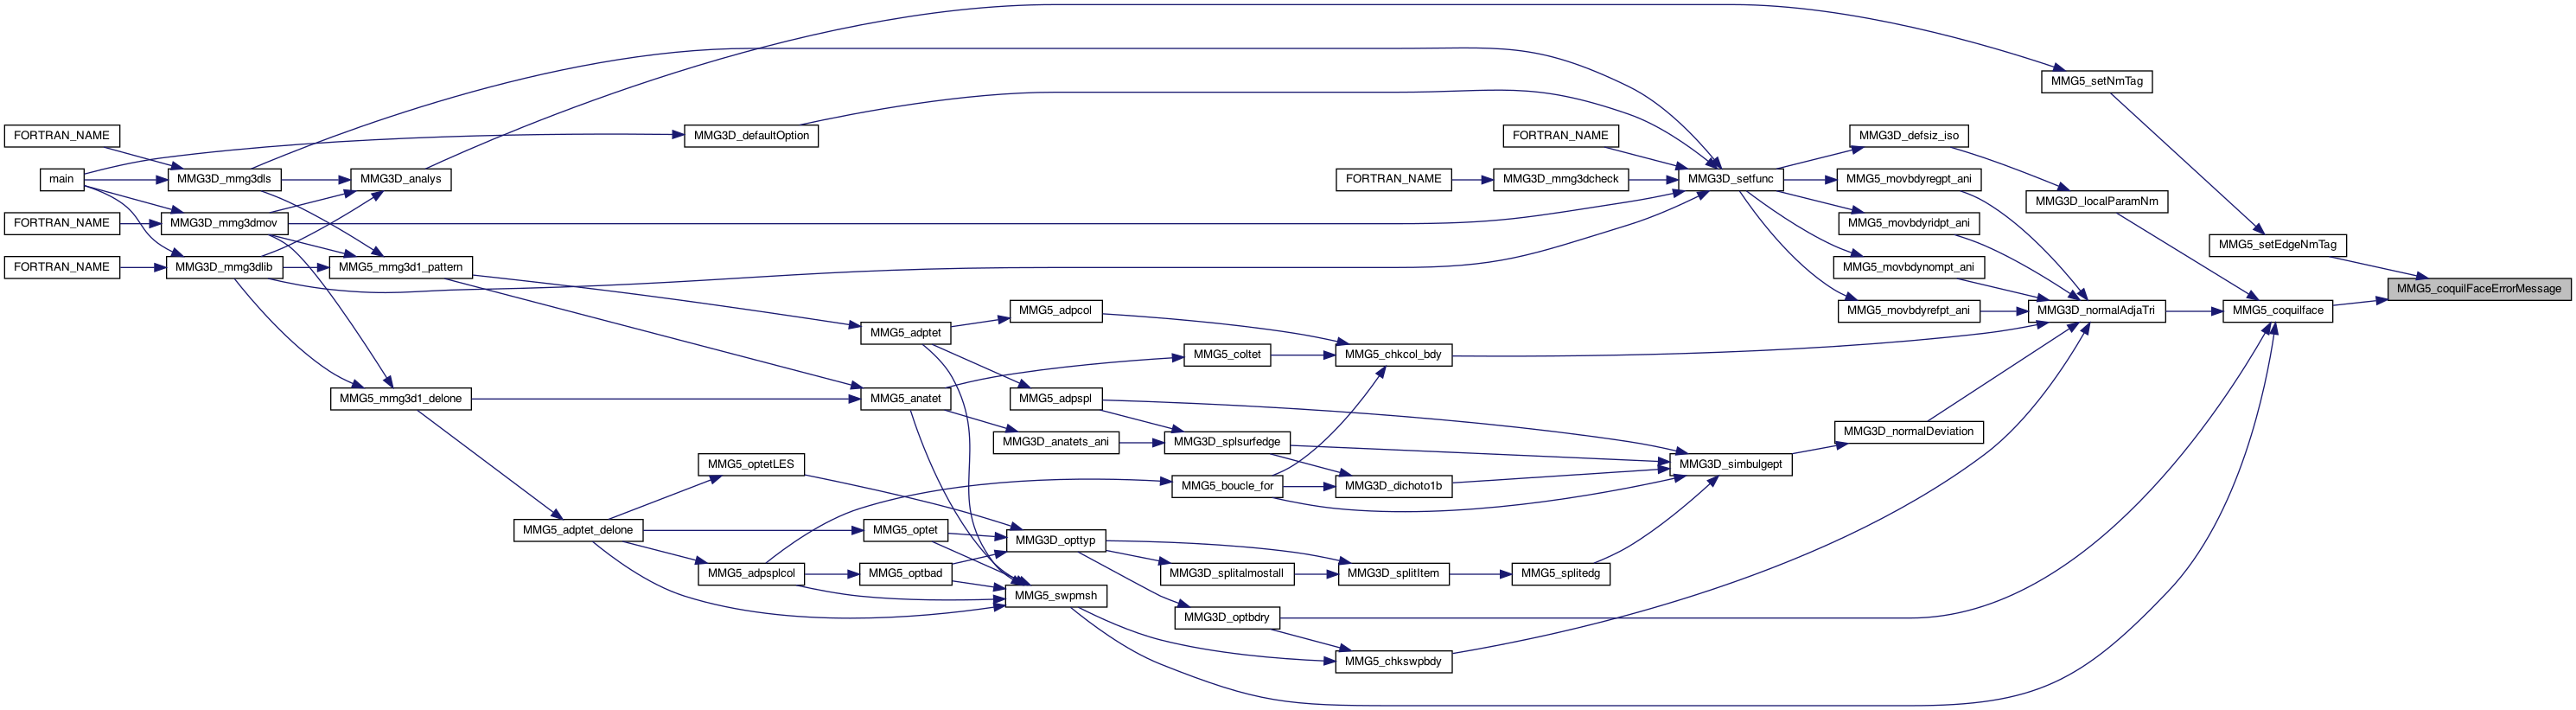 MMG5_setNmTag
FORTRAN_NAME
MMG3D_defaultOption
FORTRAN_NAME
MMG3D_defsiz_iso
main
MMG3D_mmg3dls
MMG3D_analys
FORTRAN_NAME
MMG3D_mmg3dcheck
MMG3D_setfunc
MMG5_movbdyregpt_ani
MMG3D_localParamNm
FORTRAN_NAME
MMG3D_mmg3dmov
MMG5_movbdyridpt_ani
MMG5_setEdgeNmTag
FORTRAN_NAME
MMG3D_mmg3dlib
MMG5_mmg3d1_pattern
MMG5_movbdynompt_ani
MMG5_coquilFaceErrorMessage
MMG5_adpcol
MMG5_movbdyrefpt_ani
MMG3D_normalAdjaTri
MMG5_coquilface
MMG5_adptet
MMG5_coltet
MMG5_chkcol_bdy
MMG5_mmg3d1_delone
MMG5_anatet
MMG5_adpspl
MMG3D_anatets_ani
MMG3D_splsurfedge
MMG3D_normalDeviation
MMG5_optetLES
MMG3D_simbulgept
MMG5_boucle_for
MMG3D_dichoto1b
MMG5_adptet_delone
MMG5_optet
MMG3D_opttyp
MMG5_adpsplcol
MMG5_optbad
MMG3D_splitalmostall
MMG3D_splitItem
MMG5_splitedg
MMG5_swpmsh
MMG3D_optbdry
MMG5_chkswpbdy